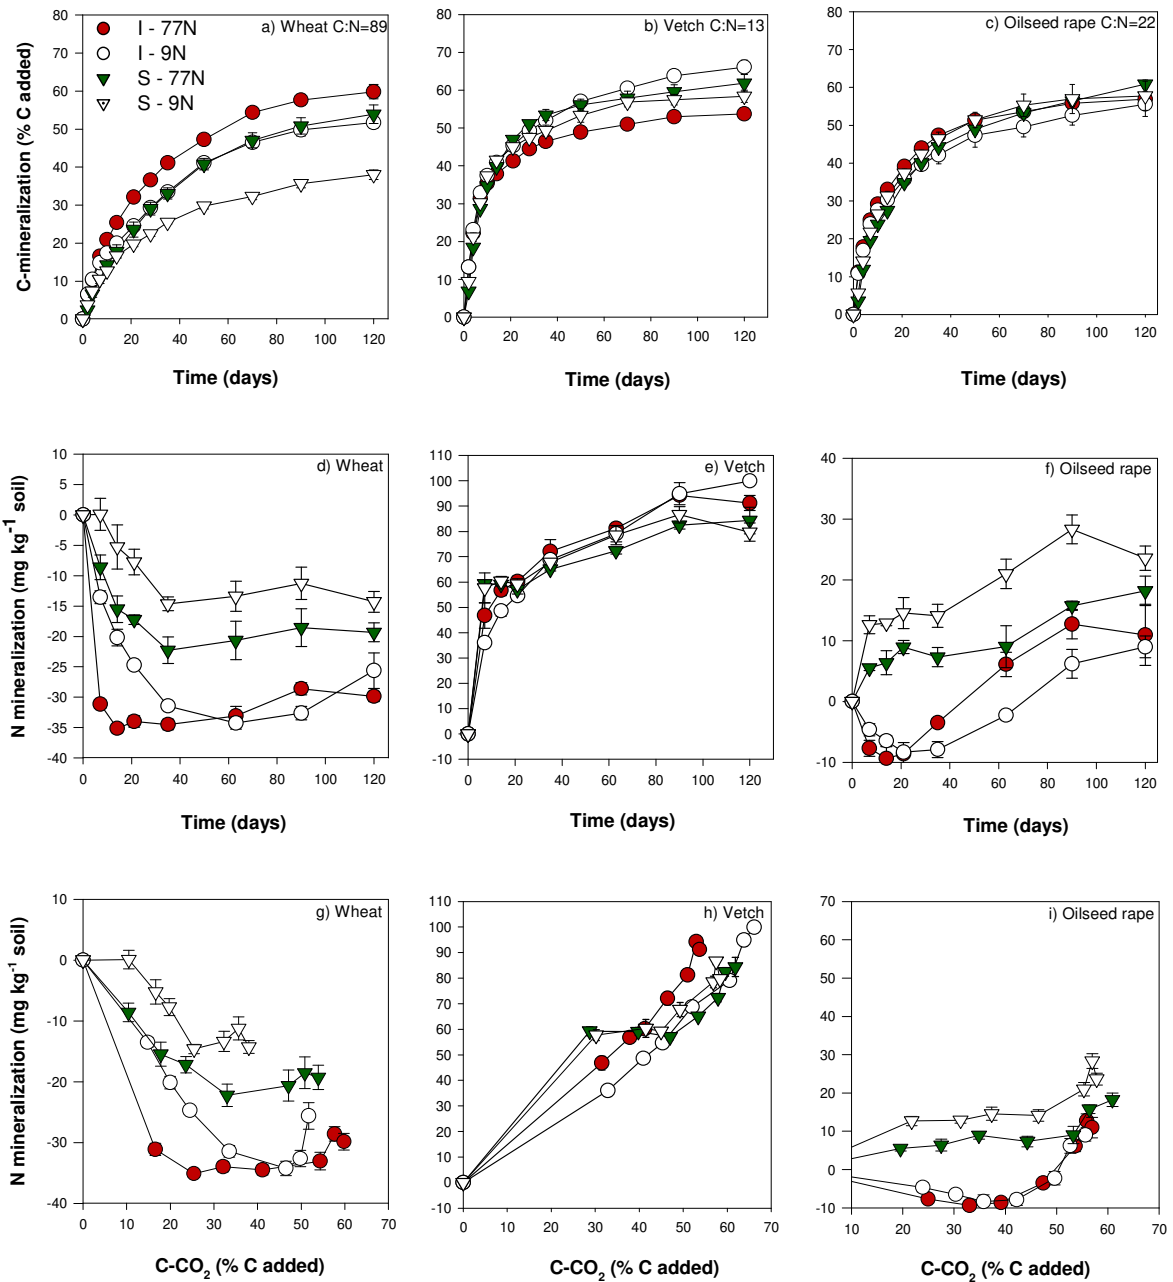 a) Wheat C:N=89
I - 77N
I - 9N
S - 77N
S - 9N
C-mineralization (% C added)
80
70
60
50
40
30
20
10
0
0 20 40 60 80 100 120
Time (days)
b) Vetch C:N=13
80
70
60
50
40
30
20
10
0
0 20 40 60 80 100 120
Time (days)
c) Oilseed rape C:N=22
80
70
60
50
40
30
20
10
0
0 20 40 60 80 100 120
Time (days)
d) Wheat
N mineralization (mg kg-1 soil)
10
5
0
-5
-10
-15
-20
-25
-30
-35
-40
0 20 40 60 80 100 120
Time (days)
e) Vetch
110
100
90
80
70
60
50
40
30
20
10
0
-10
0 20 40 60 80 100 120
Time (days)
f) Oilseed rape
40
30
20
10
0
-10
0 20 40 60 80 100 120
Time (days)
g) Wheat
N mineralization (mg kg-1 soil)
10
0
-10
-20
-30
-40
0 10 20 30 40 50 60 70
C-CO2 (% C added)
h) Vetch
110
100
90
80
70
60
50
40
30
20
10
0
-10
0 10 20 30 40 50 60 70
C-CO2 (% C added)
i) Oilseed rape
70
60
50
40
30
20
10
0
-10
10 20 30 40 50 60 70
C-CO2 (% C added)